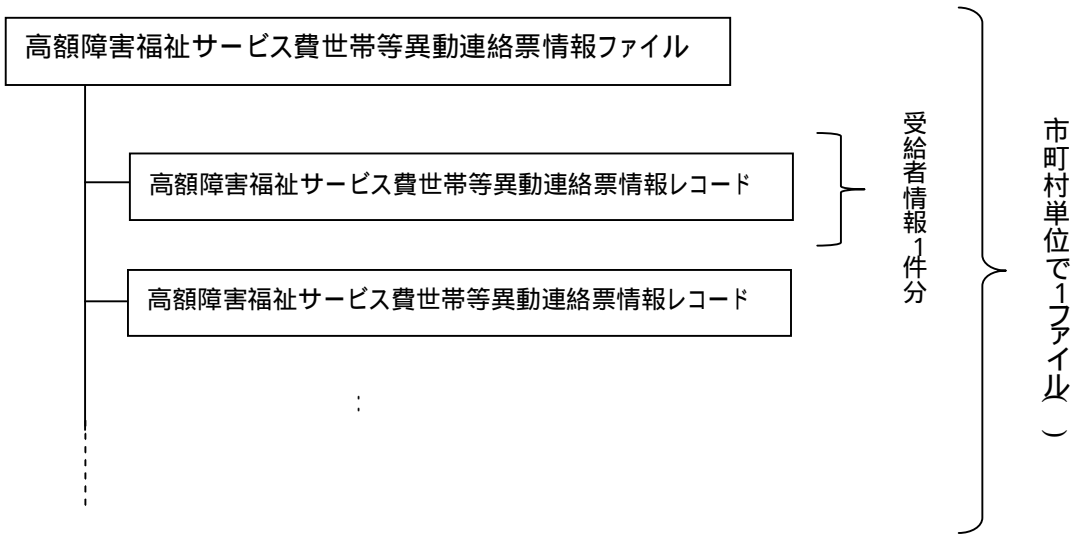 高額障害福祉サービス費世帯等異動連絡票情報ファイル
高額障害福祉サービス費世帯等異動連絡票情報レコード
高額障害福祉サービス費世帯等異動連絡票情報レコード
:
受給者情報1件分
市町村単位で1ファイル( )